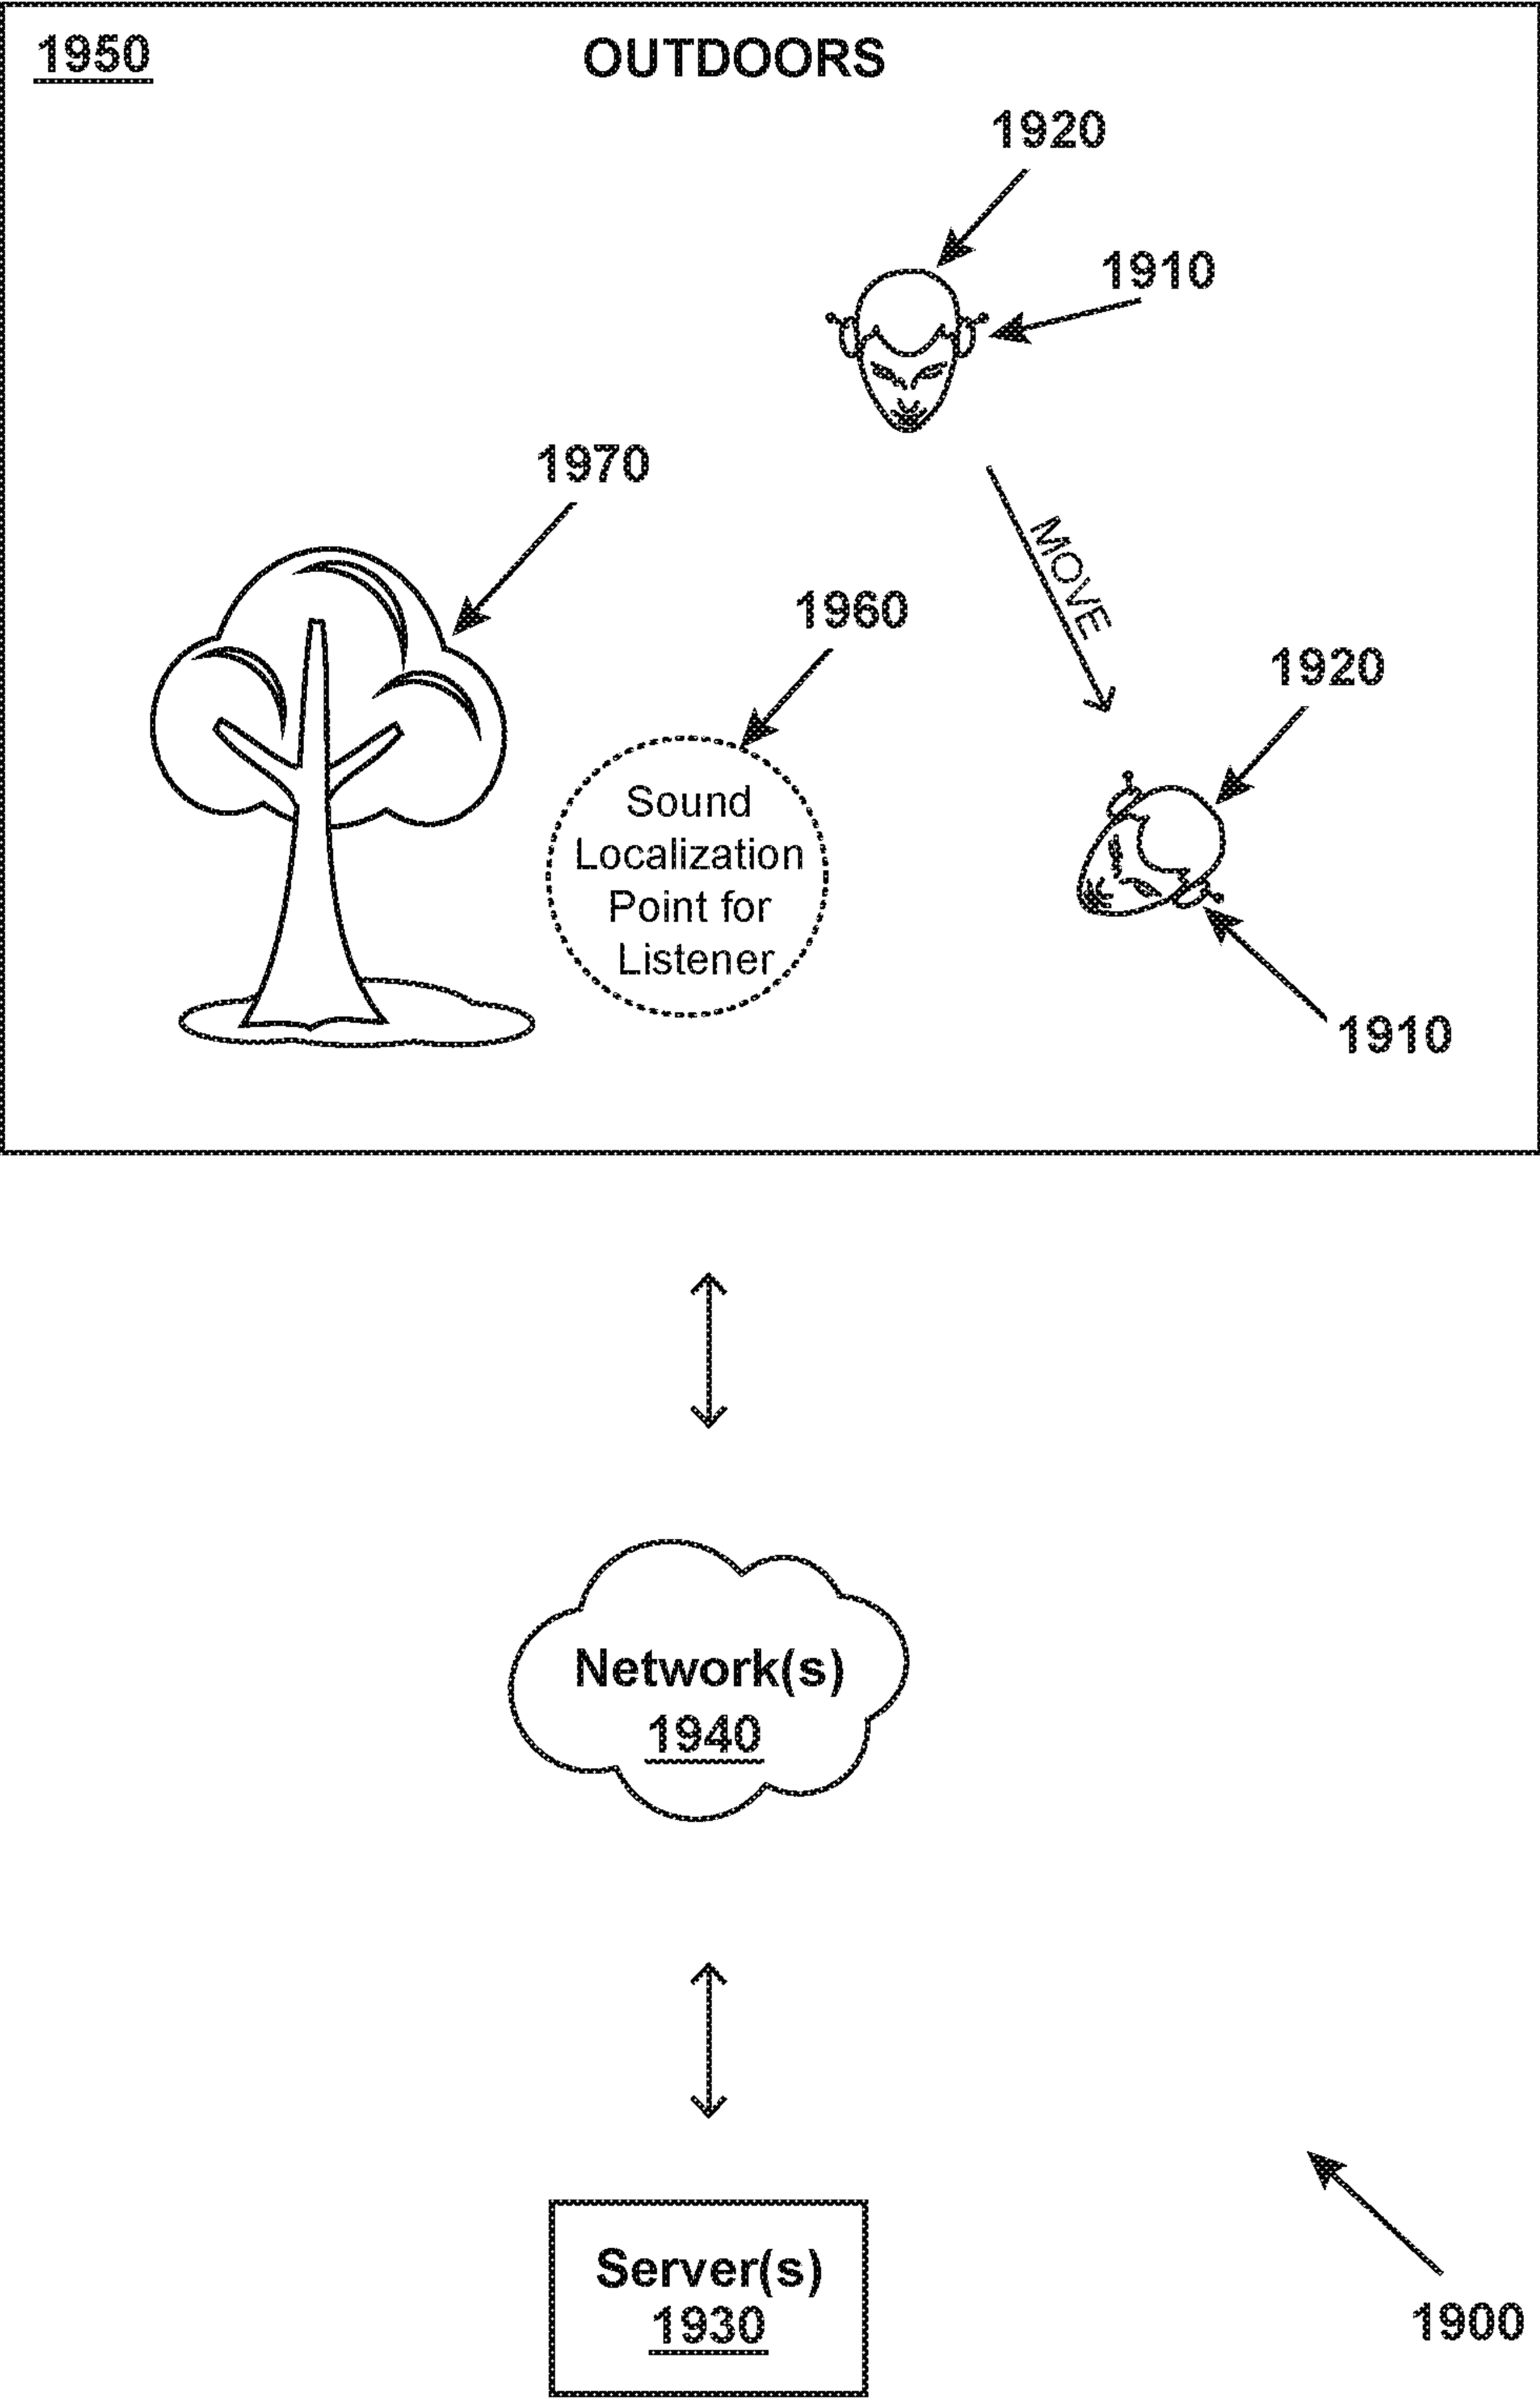 1950
OUTDOORS
1920
1910
1970
1960
MOVE
1920
Sound
Localization
Point for
Listener
1910
Network(s)
1940
Server(s)
1930
1900